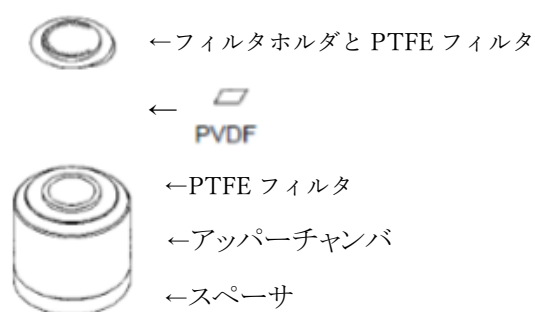 ←フィルタホルダと PTFE フィルタ
←
PVDF
←PTFE フィルタ
←アッパーチャンバ
←スペーサ